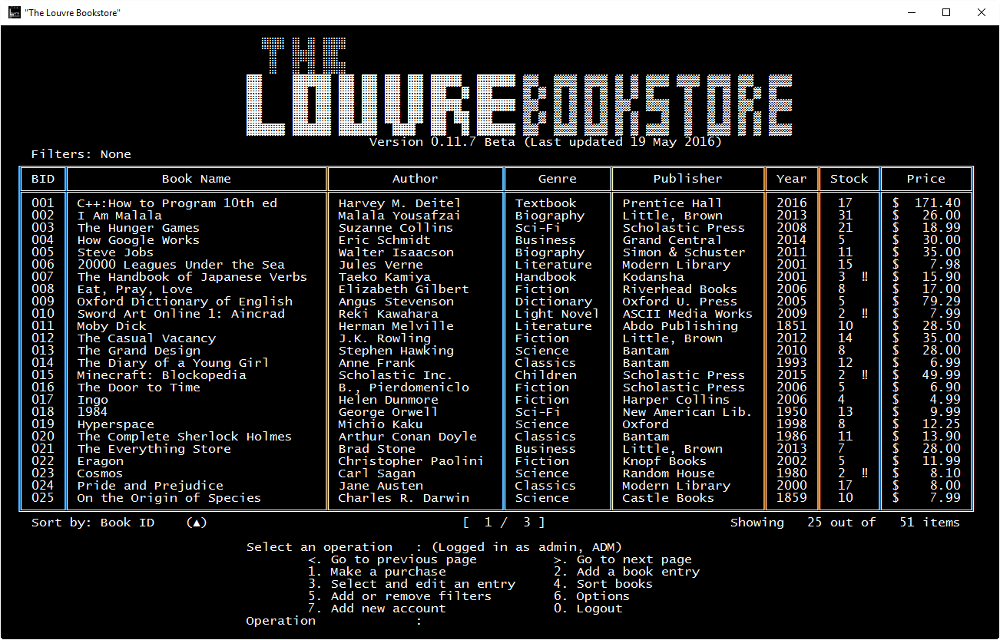 "The Louvre Bookstore"
THE
LOUVRE BOOKSTORE
Version 0.11.7 Beta (Last updated 19 May 2016)
Filters: None
BID Book Name Author Genre Publisher Year Stock Price
001 C++:How to Program 10th ed Harvey M. Deitel Textbook Prentice Hall 2016 17 $ 171.40
002 I Am Malala Malala Yousafzai Biography Little, Brown 2013 31 $ 26.00
003 The Hunger Games Suzanne Collins Sci-Fi Scholastic Press 2008 21 $ 18.99
004 How Google Works Eric Schmidt Business Grand Central 2014 5 $ 30.00
005 Steve Jobs Walter Isaacson Biography Simon & Schuster 2011 11 $ 35.00
006 20000 Leagues Under the Sea Jules Verne Literature Modern Library 2001 15 $ 7.98
007 The Handbook of Japanese Verbs Taeko Kamiya Handbook Kodansha 2001 3 ‼ $ 15.90
008 Eat, Pray, Love Elizabeth Gilbert Fiction Riverhead Books 2006 8 $ 17.00
009 Oxford Dictionary of English Angus Stevenson Dictionary Oxford U. Press 2005 5 $ 79.29
010 Sword Art Online 1: Aincrad Reki Kawahara Light Novel ASCII Media Works 2009 2 ‼ $ 7.99
011 Moby Dick Herman Melville Literature Abdo Publishing 1851 10 $ 28.50
012 The Casual Vacancy J.K. Rowling Fiction Little, Brown 2012 14 $ 35.00
013 The Grand Design Stephen Hawking Science Bantam 2010 8 $ 28.00
014 The Diary of a Young Girl Anne Frank Classics Bantam 1993 12 $ 6.99
015 Minecraft: Blockopedia Scholastic Inc. Children Scholastic Press 2015 2 ‼ $ 49.99
016 The Door to Time B., Pierdomeniclo Fiction Scholastic Press 2006 5 $ 6.90
017 Ingo Helen Dunmore Fiction Harper Collins 2006 4 $ 4.99
018 1984 George Orwell Sci-Fi New American Lib. 1950 13 $ 9.99
019 Hyperspace Michio Kaku Science Oxford 1998 8 $ 12.25
020 The Complete Sherlock Holmes Arthur Conan Doyle Classics Bantam 1986 11 $ 13.90
021 The Everything Store Brad Stone Business Little, Brown 2013 7 $ 28.00
022 Eragon Christopher Paolini Fiction Knopf Books 2002 5 $ 11.99
023 Cosmos Carl Sagan Science Random House 1980 2 ‼ $ 8.10
024 Pride and Prejudice Jane Austen Classics Modern Library 2000 17 $ 8.00
025 On the Origin of Species Charles R. Darwin Science Castle Books 1859 10 $ 7.99
Sort by: Book ID (▲) [ 1 / 3 ] Showing 25 out of 51 items
Select an operation : (Logged in as admin, ADM)
<. Go to previous page >. Go to next page
1. Make a purchase 2. Add a book entry
3. Select and edit an entry 4. Sort books
5. Add or remove filters 6. Options
7. Add new account 0. Logout
Operation :